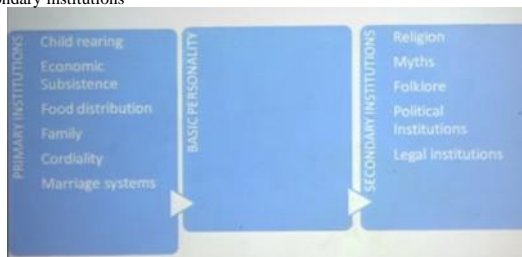 ondary institutions
PRIMARY INSTITUTIONS
Child rearing
Economic
Subsistence
Food distribution
Family
Cordiality
Marriage systems
BASIC PERSONALITY
SECONDARY INSTITUTIONS
Religion
Myths
Folklore
Political
Institutions
Legal institutions